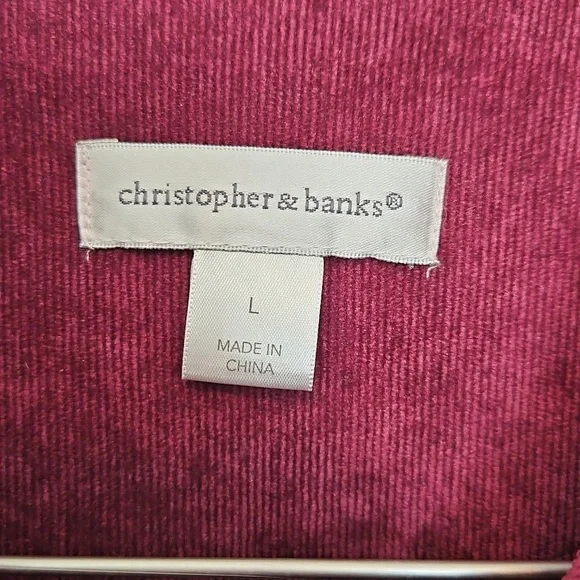 christopher & banks®
L
MADE IN
CHINA